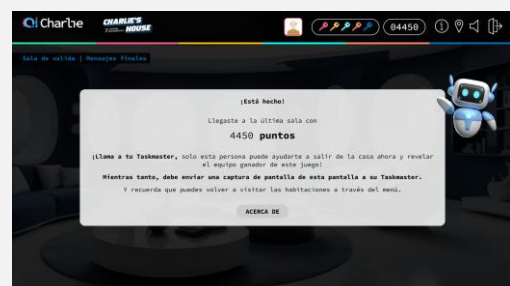 Charlie
CHARLIE'S
HOUSE
04450
Sala de salida | Mensajes finales
¡Está hecho!
Llegaste a la última sala con
4450 puntos
¡Llama a tu Taskmaster, solo esta persona puede ayudarte a salir de la casa ahora y revelar
el equipo ganador de este juego!
Mientras tanto, debe enviar una captura de pantalla de esta pantalla a su Taskmaster.
Y recuerda que puedes volver a visitar las habitaciones a través del menú.
ACERCA DE